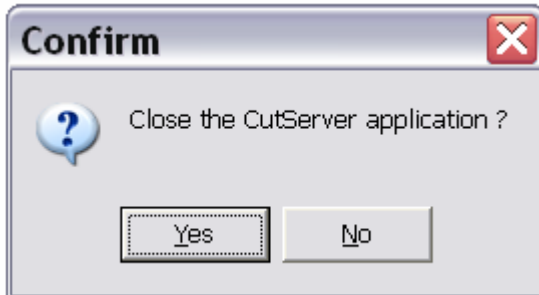 Confirm
Close the CutServer application ?
Yes
No